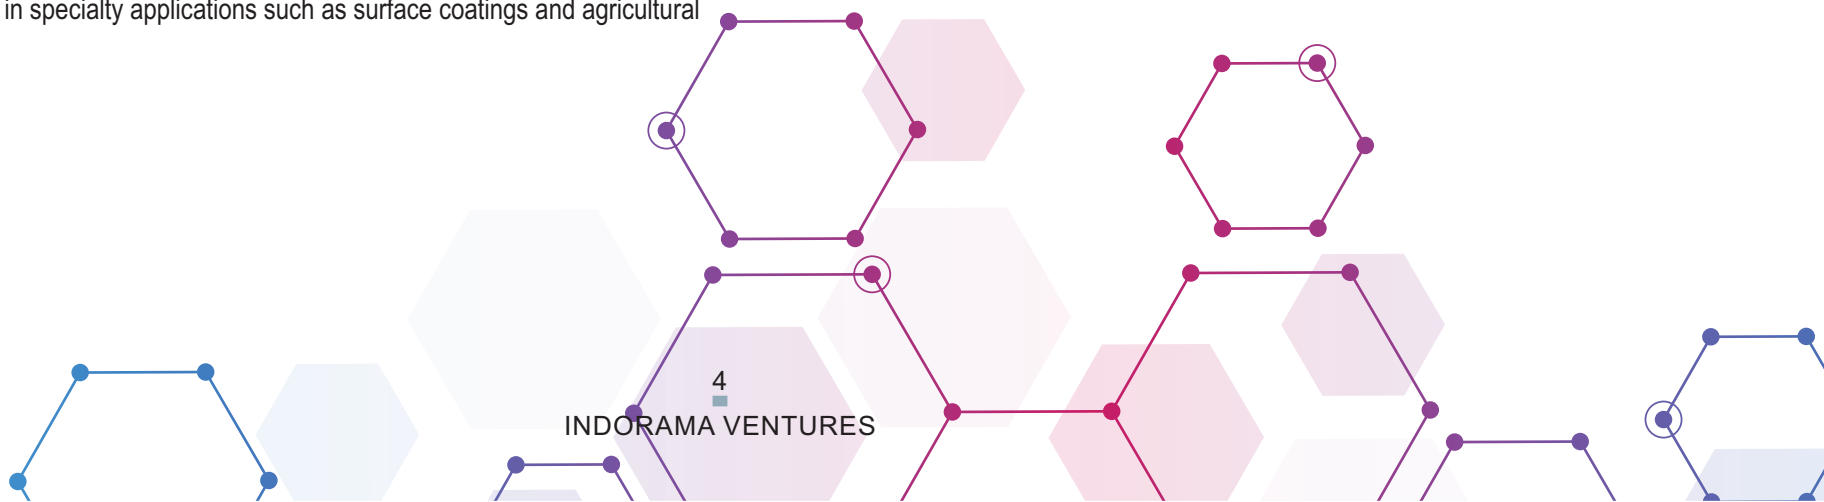 in specialty applications such as surface coatings and agricultural
4
INDORAMA VENTURES